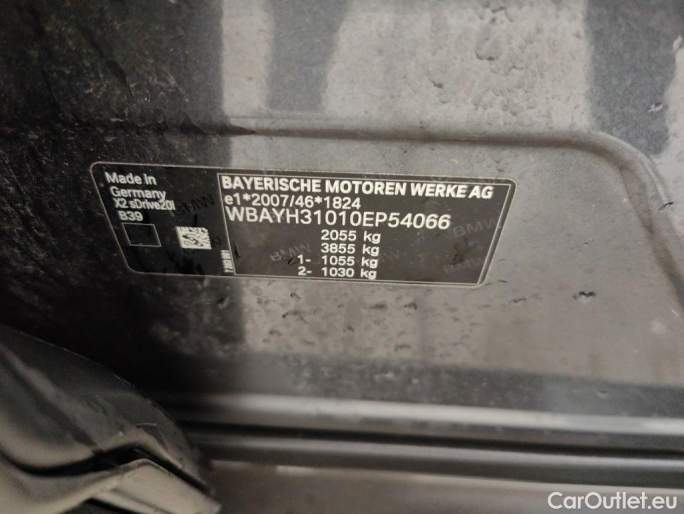 Made in
Germany
X2 sDrive20i
B39
BAYERISCHE MOTOREN WERKE AG
e1*2007/46*1824
WBAYH31010EP54066
2055 kg
3855 kg
1- 1055 kg
2- 1030 kg
BMW
CarOutlet.eu